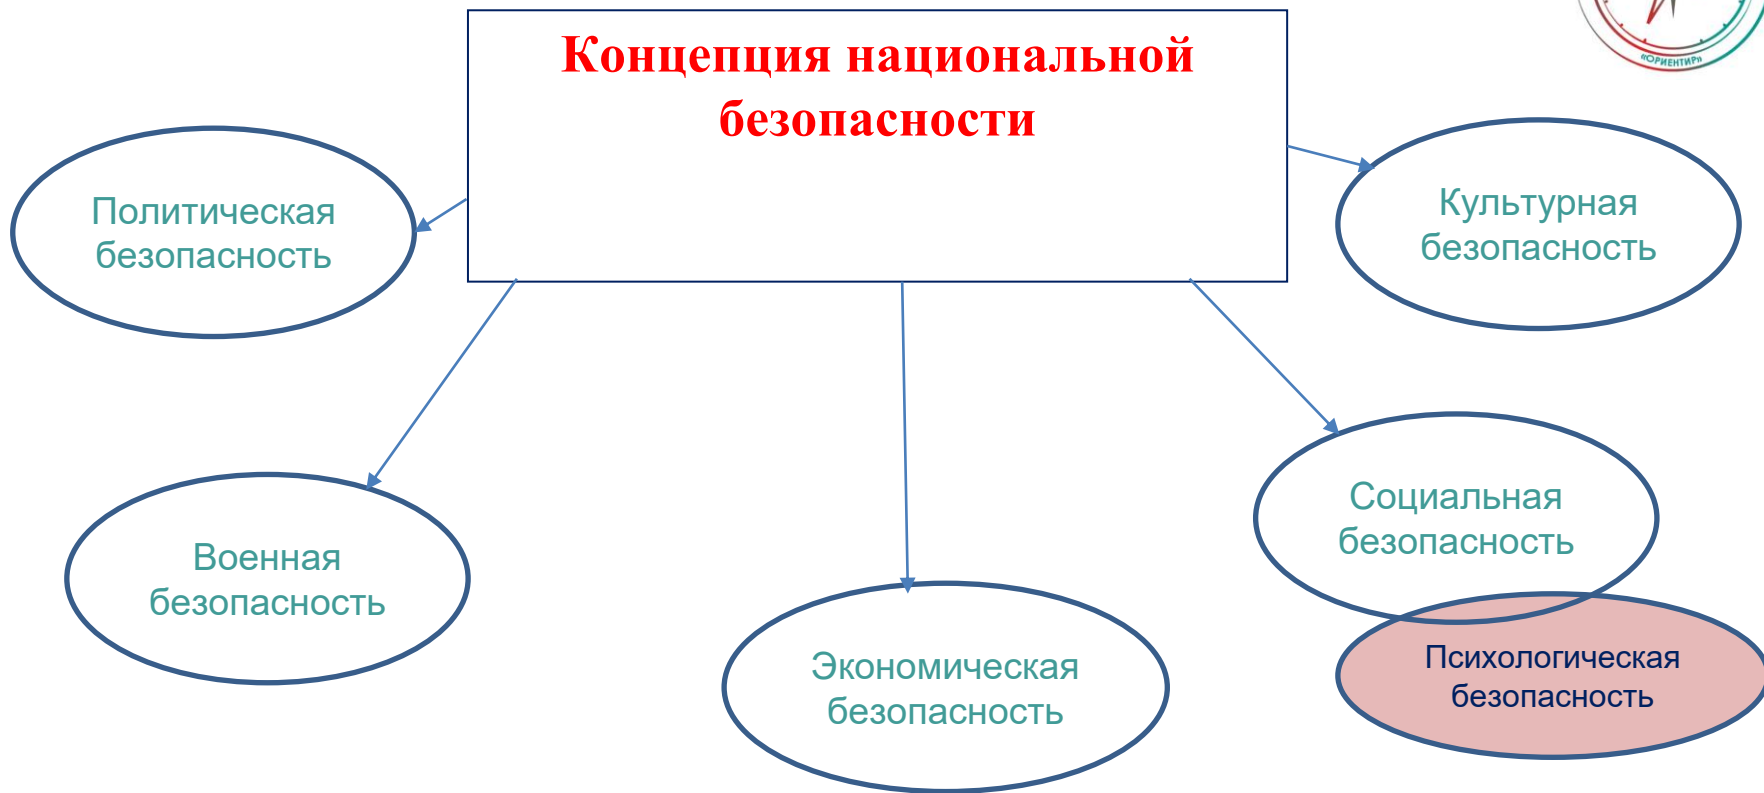 Концепция национальной
безопасности
«ОРИЕНТИР»
Политическая
безопасность
Культурная
безопасность
Военная
безопасность
Социальная
безопасность
Экономическая
безопасность
Психологическая
безопасность